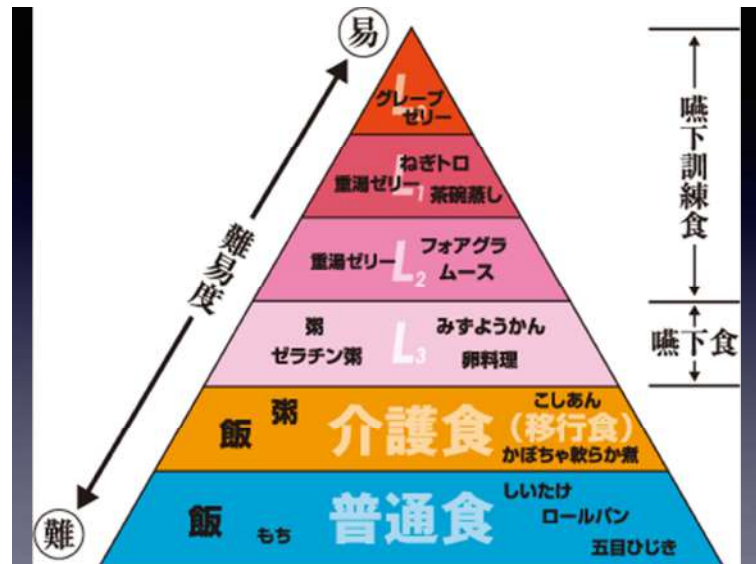 易
難易度
難
L0
グレープ
ゼリー
L1
ねぎトロ
重湯ゼリー
茶碗蒸し
L2
重湯ゼリー
フォアグラ
ムース
L3
粥
ゼラチン粥
みずようかん
卵料理
飯
粥
介護食
(移行食)
こしあん
かぼちゃ軟らか煮
飯
もち
普通食
しいたけ
ロールパン
五目ひじき
嚥下訓練食
嚥下食